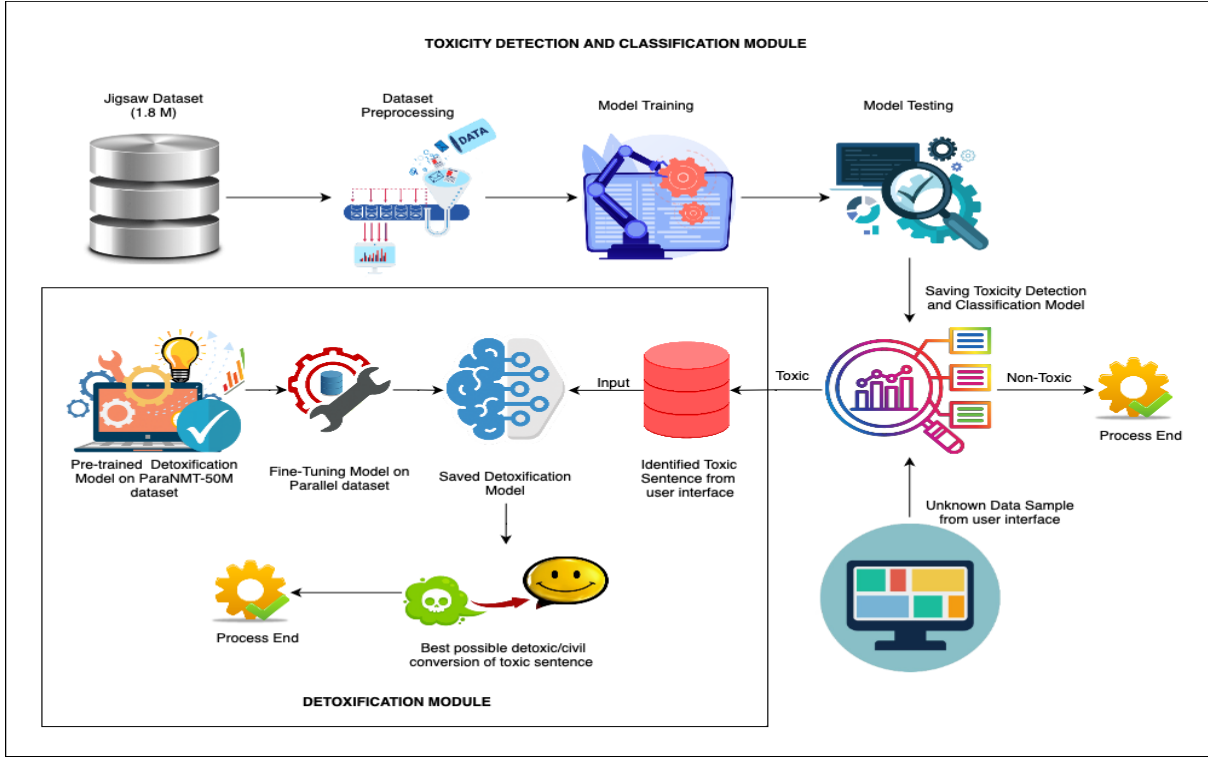 TOXICITY DETECTION AND CLASSIFICATION MODULE
Jigsaw Dataset
(1.8 M)
Dataset
Preprocessing
Model Training
Model Testing
DATA
Saving Toxicity Detection
and Classification Model
Input
Toxic
Non-Toxic
Process End
Pre-trained Detoxification
Model on ParaNMT-50M
dataset
Fine-Tuning Model on
Parallel dataset
Saved Detoxification
Model
Identified Toxic
Sentence from
user interface
Unknown Data Sample
from user interface
Process End
Best possible detoxic/civil
conversion of toxic sentence
DETOXIFICATION MODULE